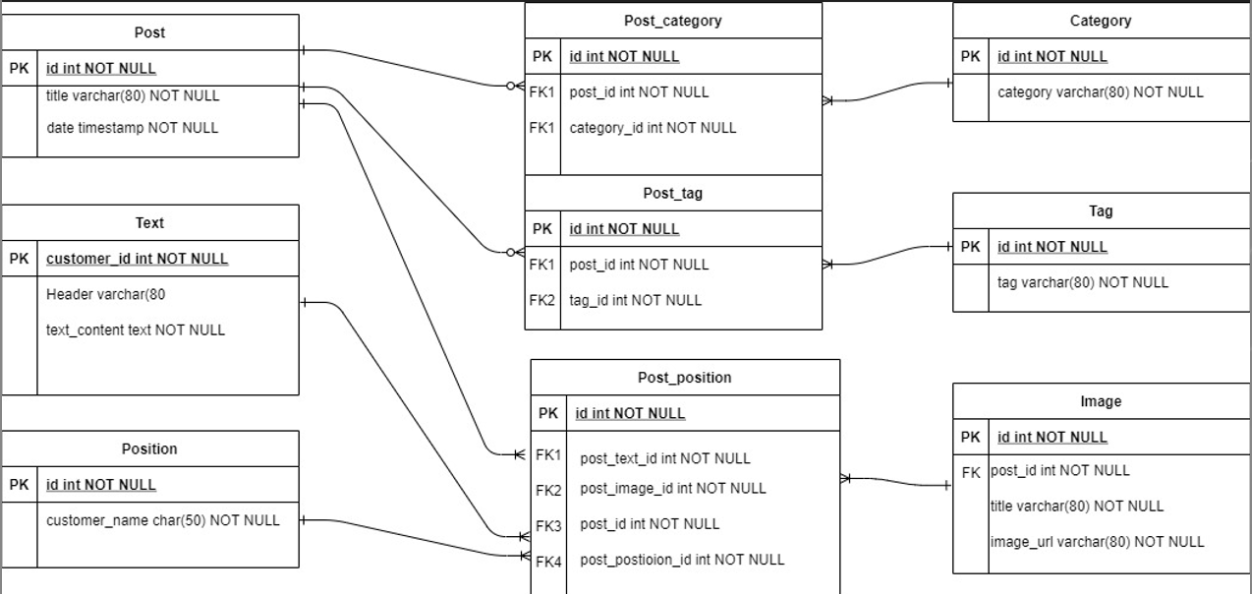 Post
PK id int NOT NULL
title varchar(80) NOT NULL
date timestamp NOT NULL
Text
PK customer_id int NOT NULL
Header varchar(80
text_content text NOT NULL
Position
PK id int NOT NULL
customer_name char(50) NOT NULL
Post_category
PK id int NOT NULL
FK1 post_id int NOT NULL
FK1 category_id int NOT NULL
Post_tag
PK id int NOT NULL
FK1 post_id int NOT NULL
FK2 tag_id int NOT NULL
Post_position
PK id int NOT NULL
FK1 post_text_id int NOT NULL
FK2 post_image_id int NOT NULL
FK3 post_id int NOT NULL
FK4 post_postioion_id int NOT NULL
Category
PK id int NOT NULL
category varchar(80) NOT NULL
Tag
PK id int NOT NULL
tag varchar(80) NOT NULL
Image
PK id int NOT NULL
FK post_id int NOT NULL
title varchar(80) NOT NULL
image_url varchar(80) NOT NULL